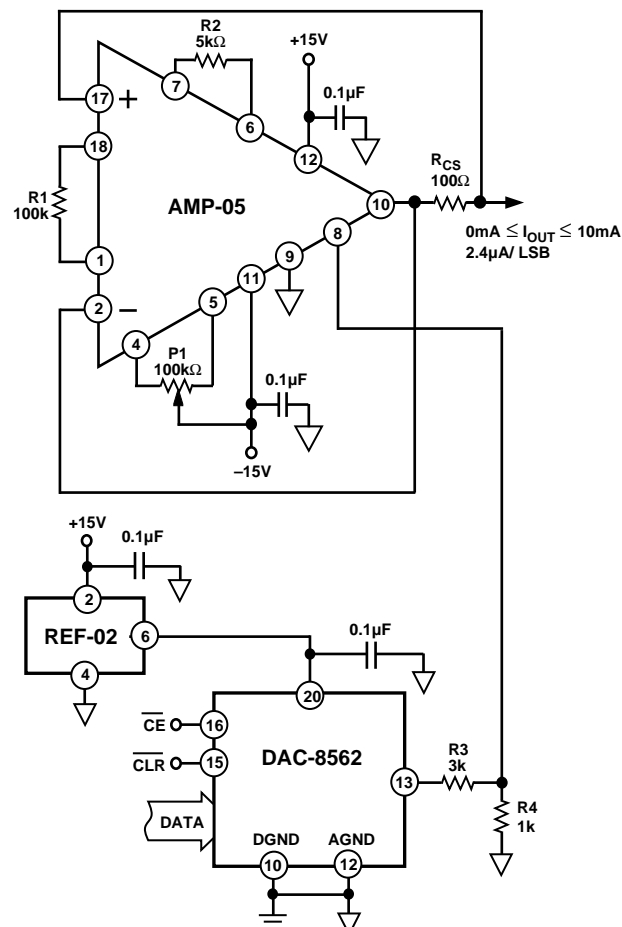 R2
5kΩ
+15V
0.1µF
7
6
17
+
18
12
R1
100k
AMP-05
10
RCS
100Ω
0mA ≤ IOUT ≤ 10mA
2.4µA/ LSB
8
9
1
11
2
–
5
4
P1
100kΩ
0.1µF
–15V
+15V
0.1µF
2
REF-02
6
4
0.1µF
20
CE
16
CLR
15
DAC-8562
13
R3
3k
R4
1k
DATA
DGND
AGND
10
12